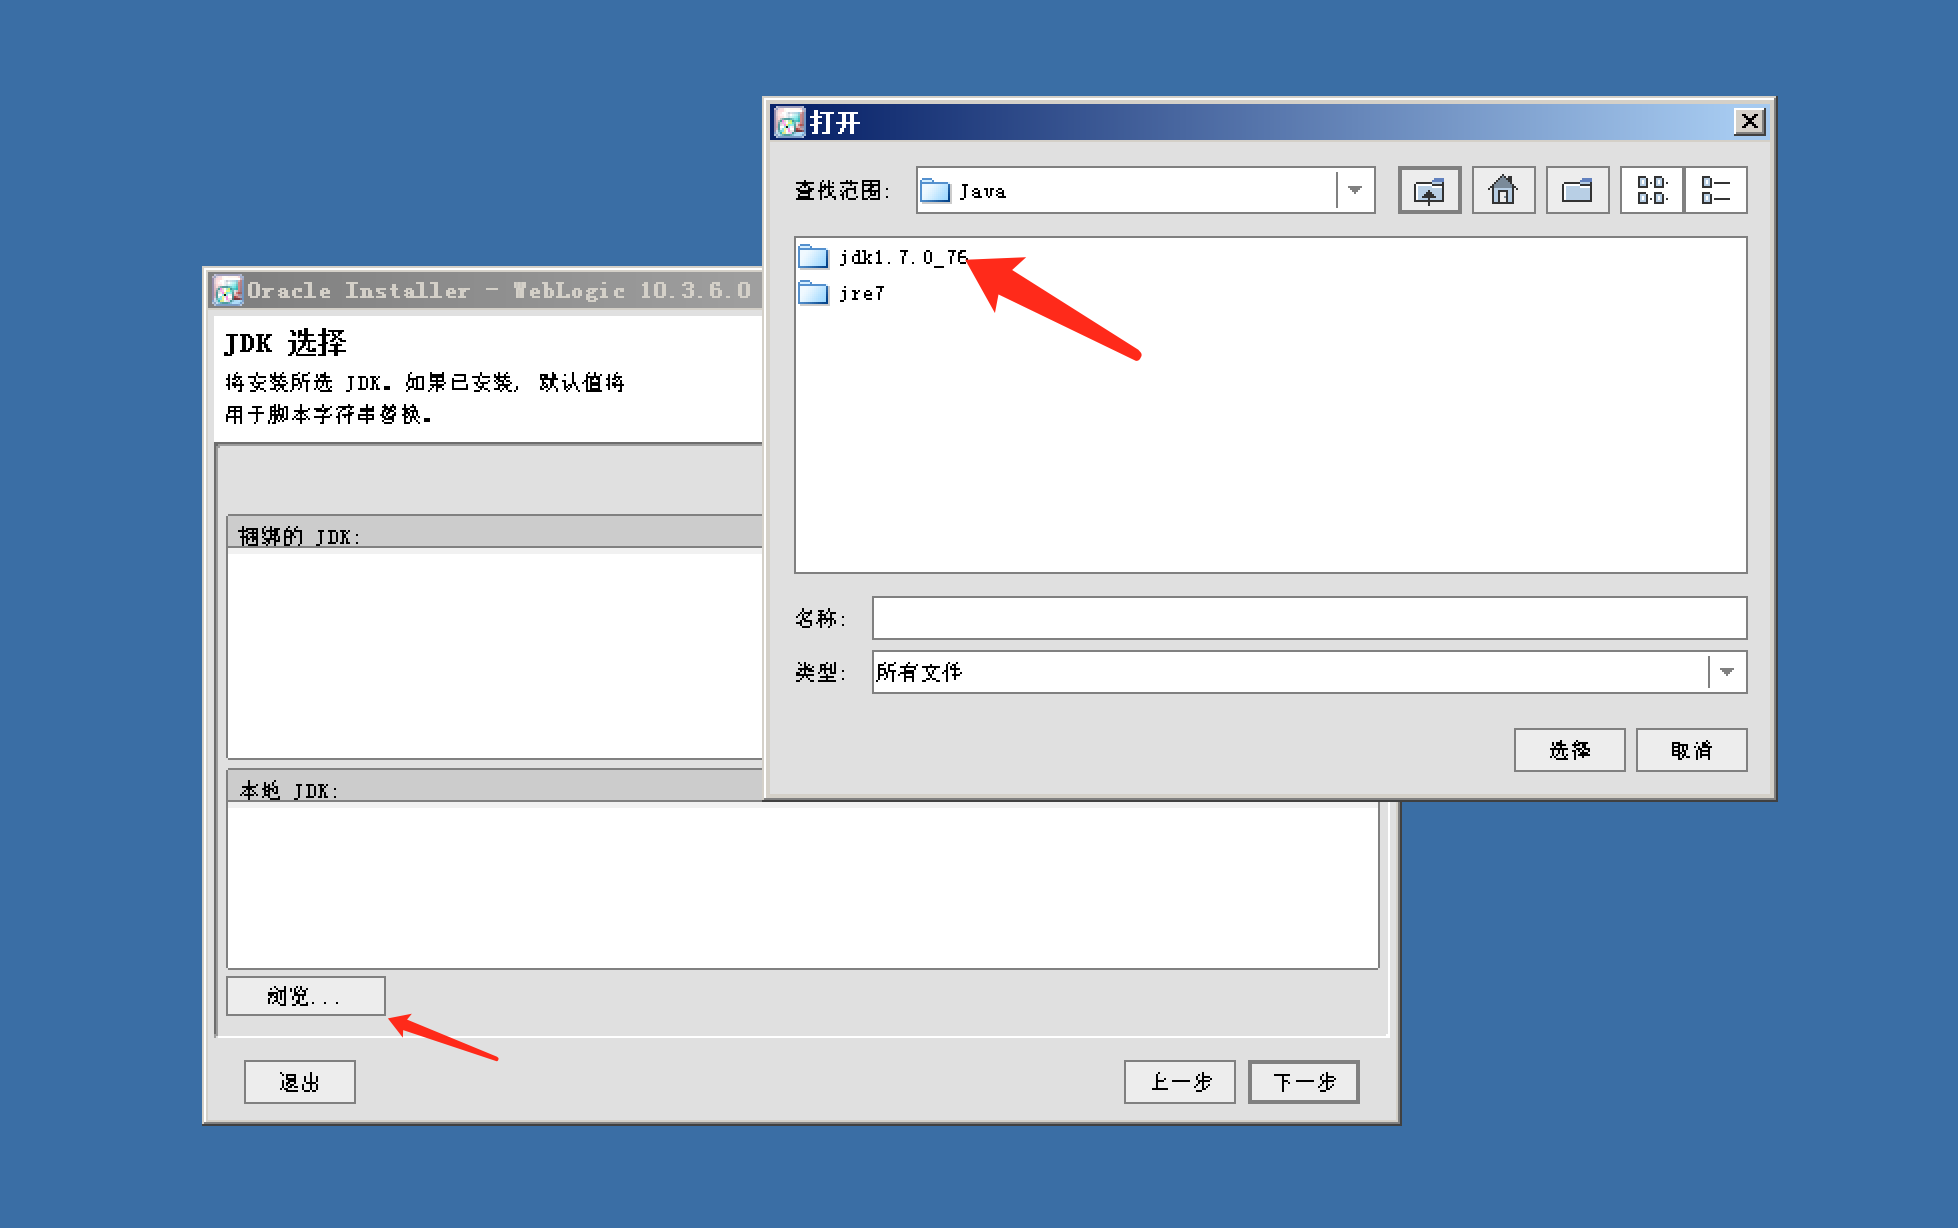 打开
查找范围: Java
jdk1.7.0_76
jre7
名称:
类型: 所有文件
选择 取消
Oracle Installer - WebLogic 10.3.6.0
JDK 选择
将安装所选 JDK。如果已安装, 默认值将
用于脚本字符串替换。
捆绑的 JDK:
本地 JDK:
浏览...
退出 上一步 下一步